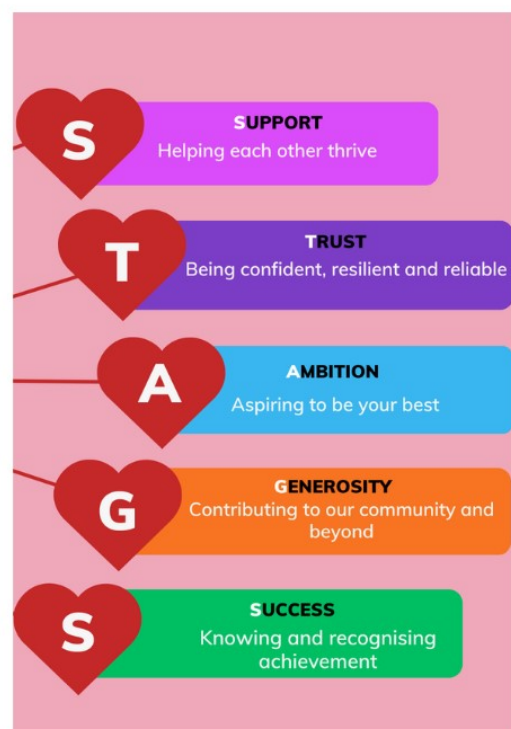 S
SUPPORT
Helping each other thrive
T
TRUST
Being confident, resilient and reliable
A
AMBITION
Aspiring to be your best
G
GENEROSITY
Contributing to our community and
beyond
S
SUCCESS
Knowing and recognising
achievement